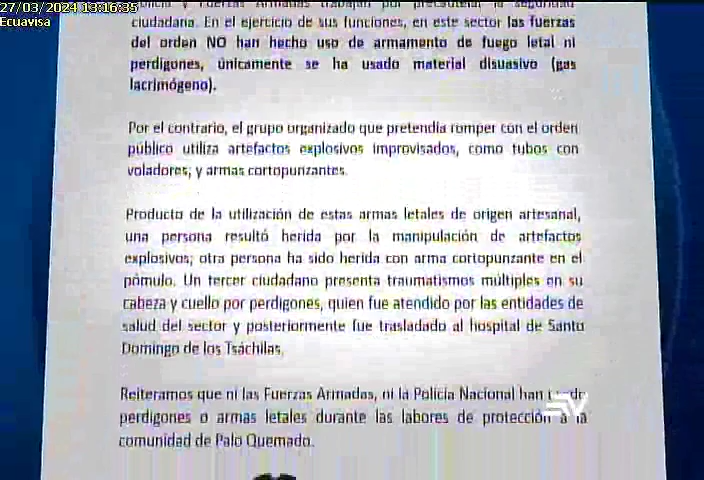 27/03/2024 13:16:35
Ecuavisa
Policía y Fuerzas Armadas trabajan por precautelar la seguridad
ciudadana. En el ejercicio de sus funciones, en este sector las fuerzas
del orden NO han hecho uso de armamento de fuego letal ni
perdigones, únicamente se ha usado material disuasivo (gas
lacrimógeno).
Por el contrario, el grupo organizado que pretendía romper con el orden
público utiliza artefactos explosivos improvisados, como tubos con
voladores; y armas cortopunzantes.
Producto de la utilización de estas armas letales de origen artesanal,
una persona resultó herida por la manipulación de artefactos
explosivos; otra persona ha sido herida con arma cortopunzante en el
pómulo. Un tercer ciudadano presenta traumatismos múltiples en su
cabeza y cuello por perdigones, quien fue atendido por las entidades de
salud del sector y posteriormente fue trasladado al hospital de Santo
Domingo de los Tsáchilas.
Reiteramos que ni las Fuerzas Armadas, ni la Policía Nacional han
perdigones o armas letales durante las labores de protección a la
comunidad de Palo Quemado.